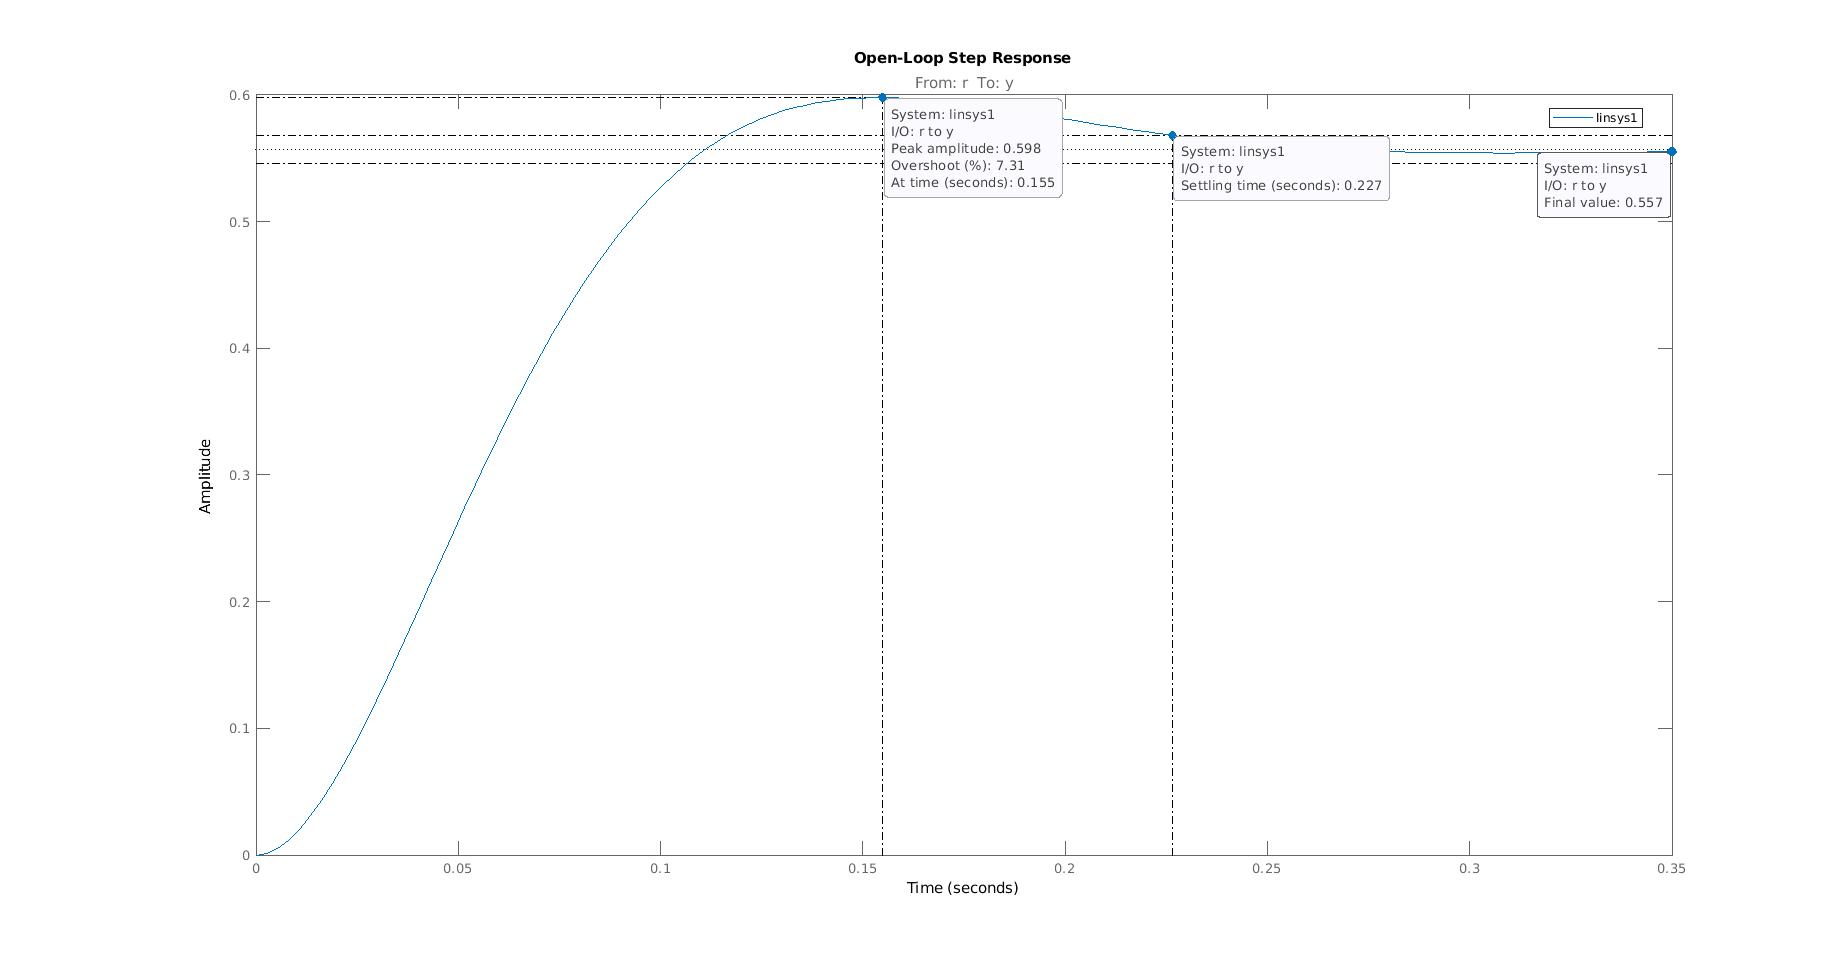 Open-Loop Step Response
From: r To: y
linsys1
System: linsys1
I/O: r to y
Peak amplitude: 0.598
Overshoot (%): 7.31
At time (seconds): 0.155
System: linsys1
I/O: r to y
Settling time (seconds): 0.227
System: linsys1
I/O: r to y
Final value: 0.557
Amplitude
0.6
0.5
0.4
0.3
0.2
0.1
0
0 0.05 0.1 0.15 0.2 0.25 0.3 0.35
Time (seconds)